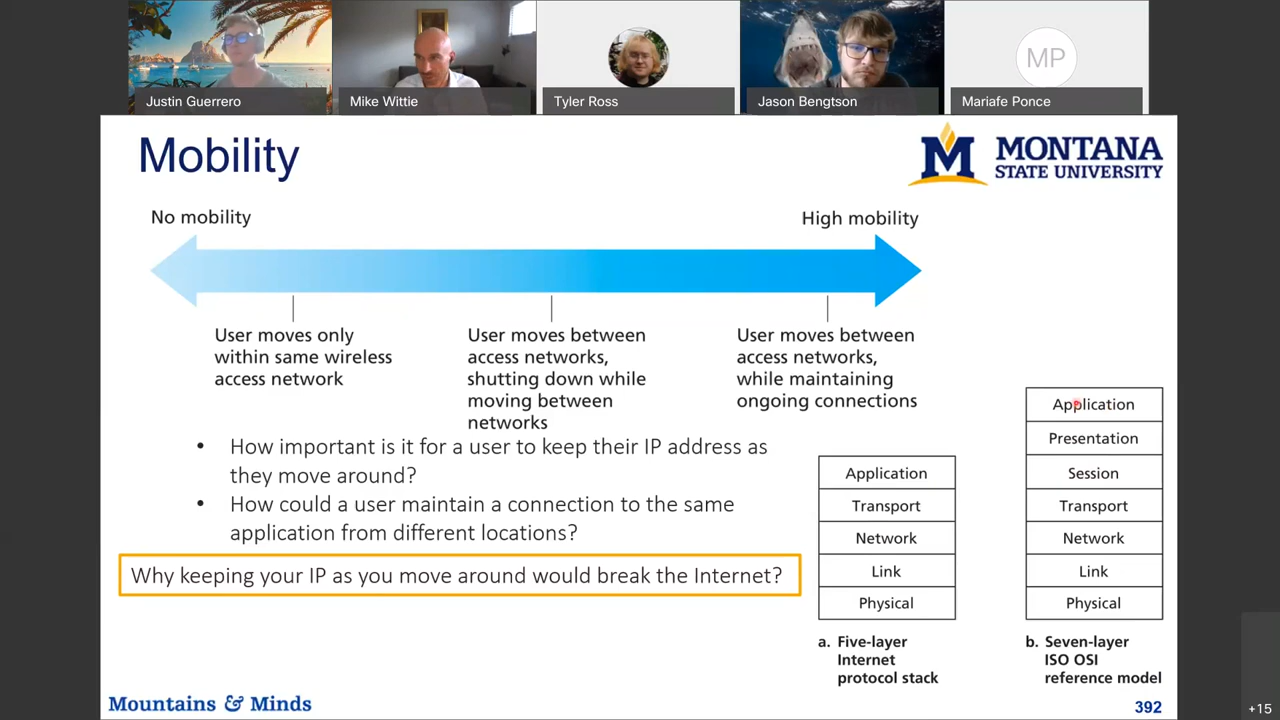 Justin Guerrero
Mike Wittie
Tyler Ross
Jason Bengtson
MP
Mariafe Ponce
Mobility
M
MONTANA
STATE UNIVERSITY
No mobility
High mobility
User moves only
within same wireless
access network
User moves between
access networks,
shutting down while
moving between
networks
User moves between
access networks,
while maintaining
ongoing connections
• How important is it for a user to keep their IP address as
they move around?
• How could a user maintain a connection to the same
application from different locations?
Why keeping your IP as you move around would break the Internet?
Application
Transport
Network
Link
Physical
a. Five-layer
Internet
protocol stack
Application
Presentation
Session
Transport
Network
Link
Physical
b. Seven-layer
ISO OSI
reference model
Mountains & Minds
392
+15